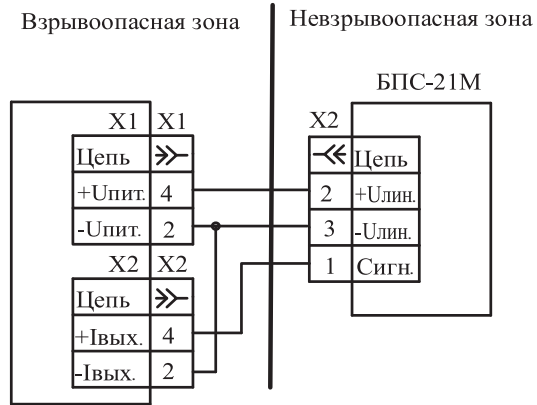 Взрывоопасная зона
Невзрывоопасная зона
БПС-21М
X1 X1
Цепь
+Uпит. 4
-Uпит. 2
X2 X2
Цепь
+Iвых. 4
-Iвых. 2
X2
Цепь
2 +Uлин.
3 -Uлин.
1 Сигн.